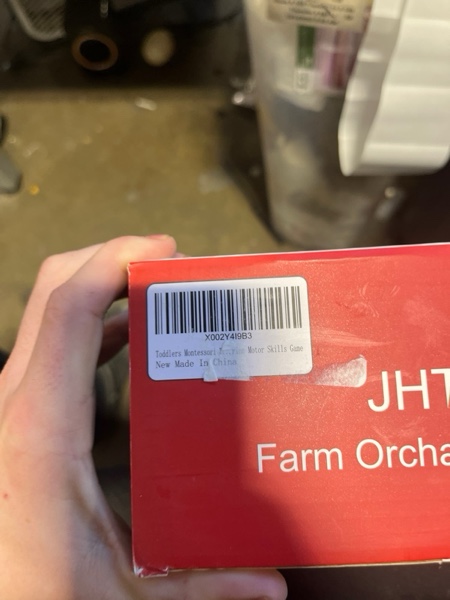 X002Y4I9B3
Toddlers Montessori Motor Skills Game
New Made In China
JHT
Farm Orcha